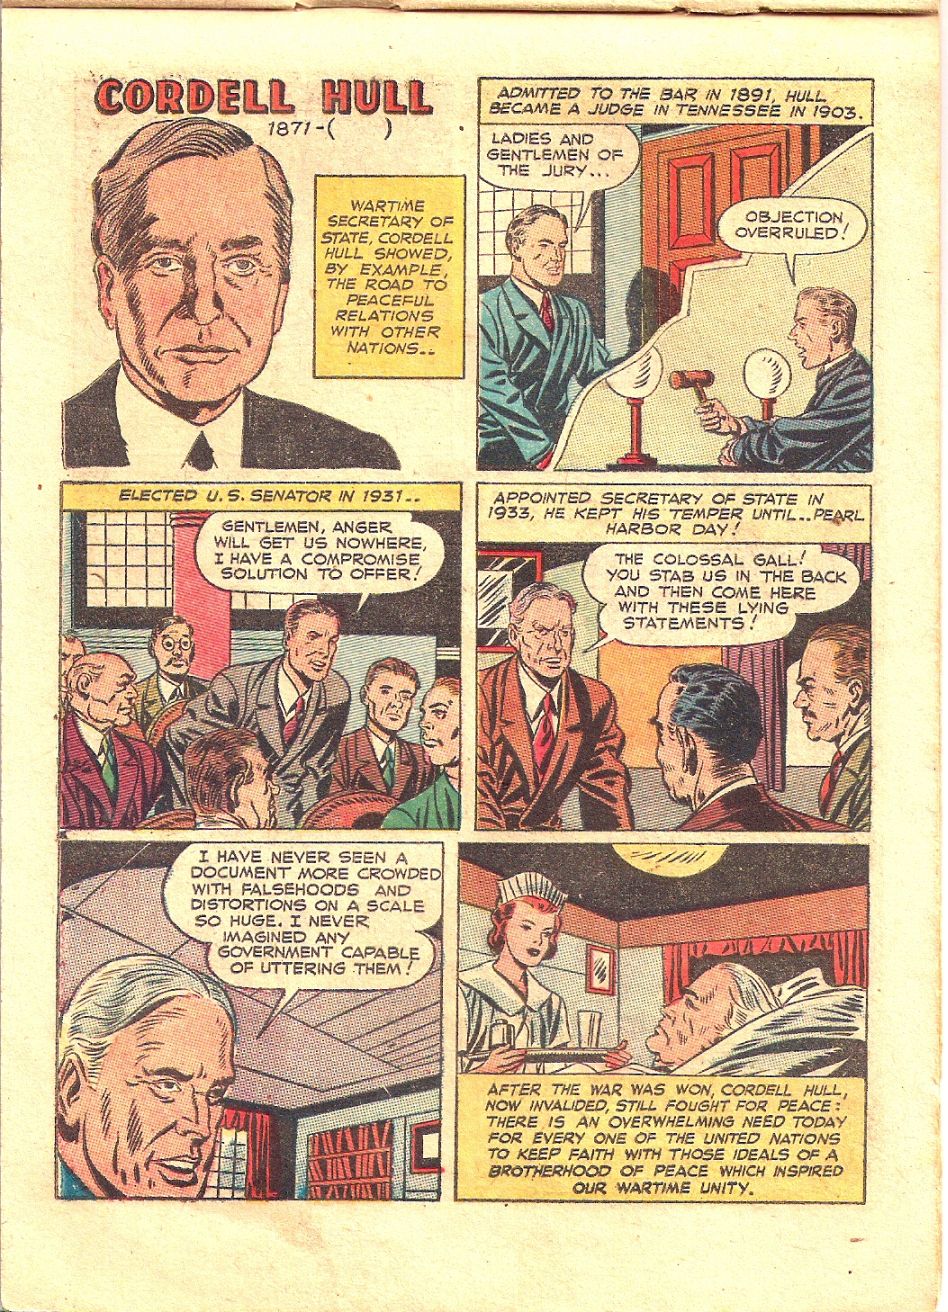 CORDELL HULL
1871-( )
WARTIME
SECRETARY OF
STATE, CORDELL
HULL SHOWED,
BY EXAMPLE,
THE ROAD TO
PEACEFUL
RELATIONS
WITH OTHER
NATIONS..
ADMITTED TO THE BAR IN 1891, HULL
BECAME A JUDGE IN TENNESSEE IN 1903.
LADIES AND
GENTLEMEN OF
THE JURY...
OBJECTION
OVERRULED!
ELECTED U.S. SENATOR IN 1931..
GENTLEMEN, ANGER
WILL GET US NOWHERE,
I HAVE A COMPROMISE
SOLUTION TO OFFER!
APPOINTED SECRETARY OF STATE IN
1933, HE KEPT HIS TEMPER UNTIL..PEARL
HARBOR DAY!
THE COLOSSAL GALL!
YOU STAB US IN THE BACK
AND THEN COME HERE
WITH THESE LYING
STATEMENTS!
I HAVE NEVER SEEN A
DOCUMENT MORE CROWDED
WITH FALSEHOODS AND
DISTORTIONS ON A SCALE
SO HUGE. I NEVER
IMAGINED ANY
GOVERNMENT CAPABLE
OF UTTERING THEM!
AFTER THE WAR WAS WON, CORDELL HULL,
NOW INVALIDED, STILL FOUGHT FOR PEACE:
THERE IS AN OVERWHELMING NEED TODAY
FOR EVERY ONE OF THE UNITED NATIONS
TO KEEP FAITH WITH THOSE IDEALS OF A
BROTHERHOOD OF PEACE WHICH INSPIRED
OUR WARTIME UNITY.